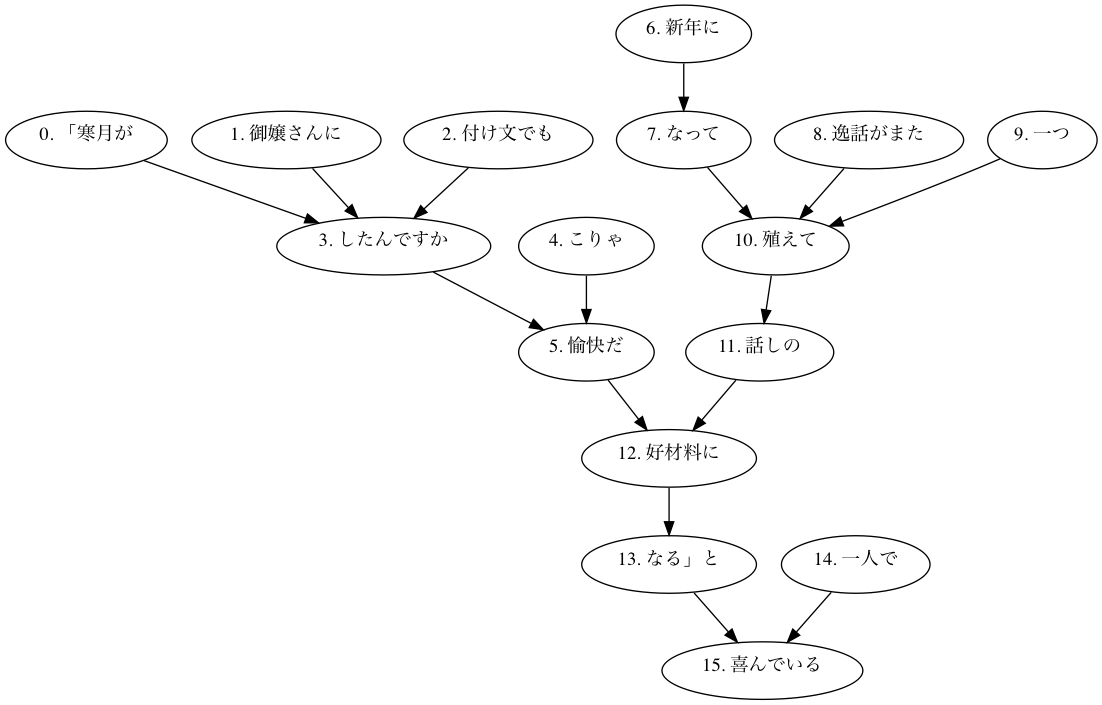 6. 新年に
0. 「寒月が
1. 御嬢さんに
2. 付け文でも
7. なって
8. 逸話がまた
9. 一つ
3. したんですか
4. こりゃ
10. 殖えて
5. 愉快だ
11. 話しの
12. 好材料に
13. なる」と
14. 一人で
15. 喜んでいる